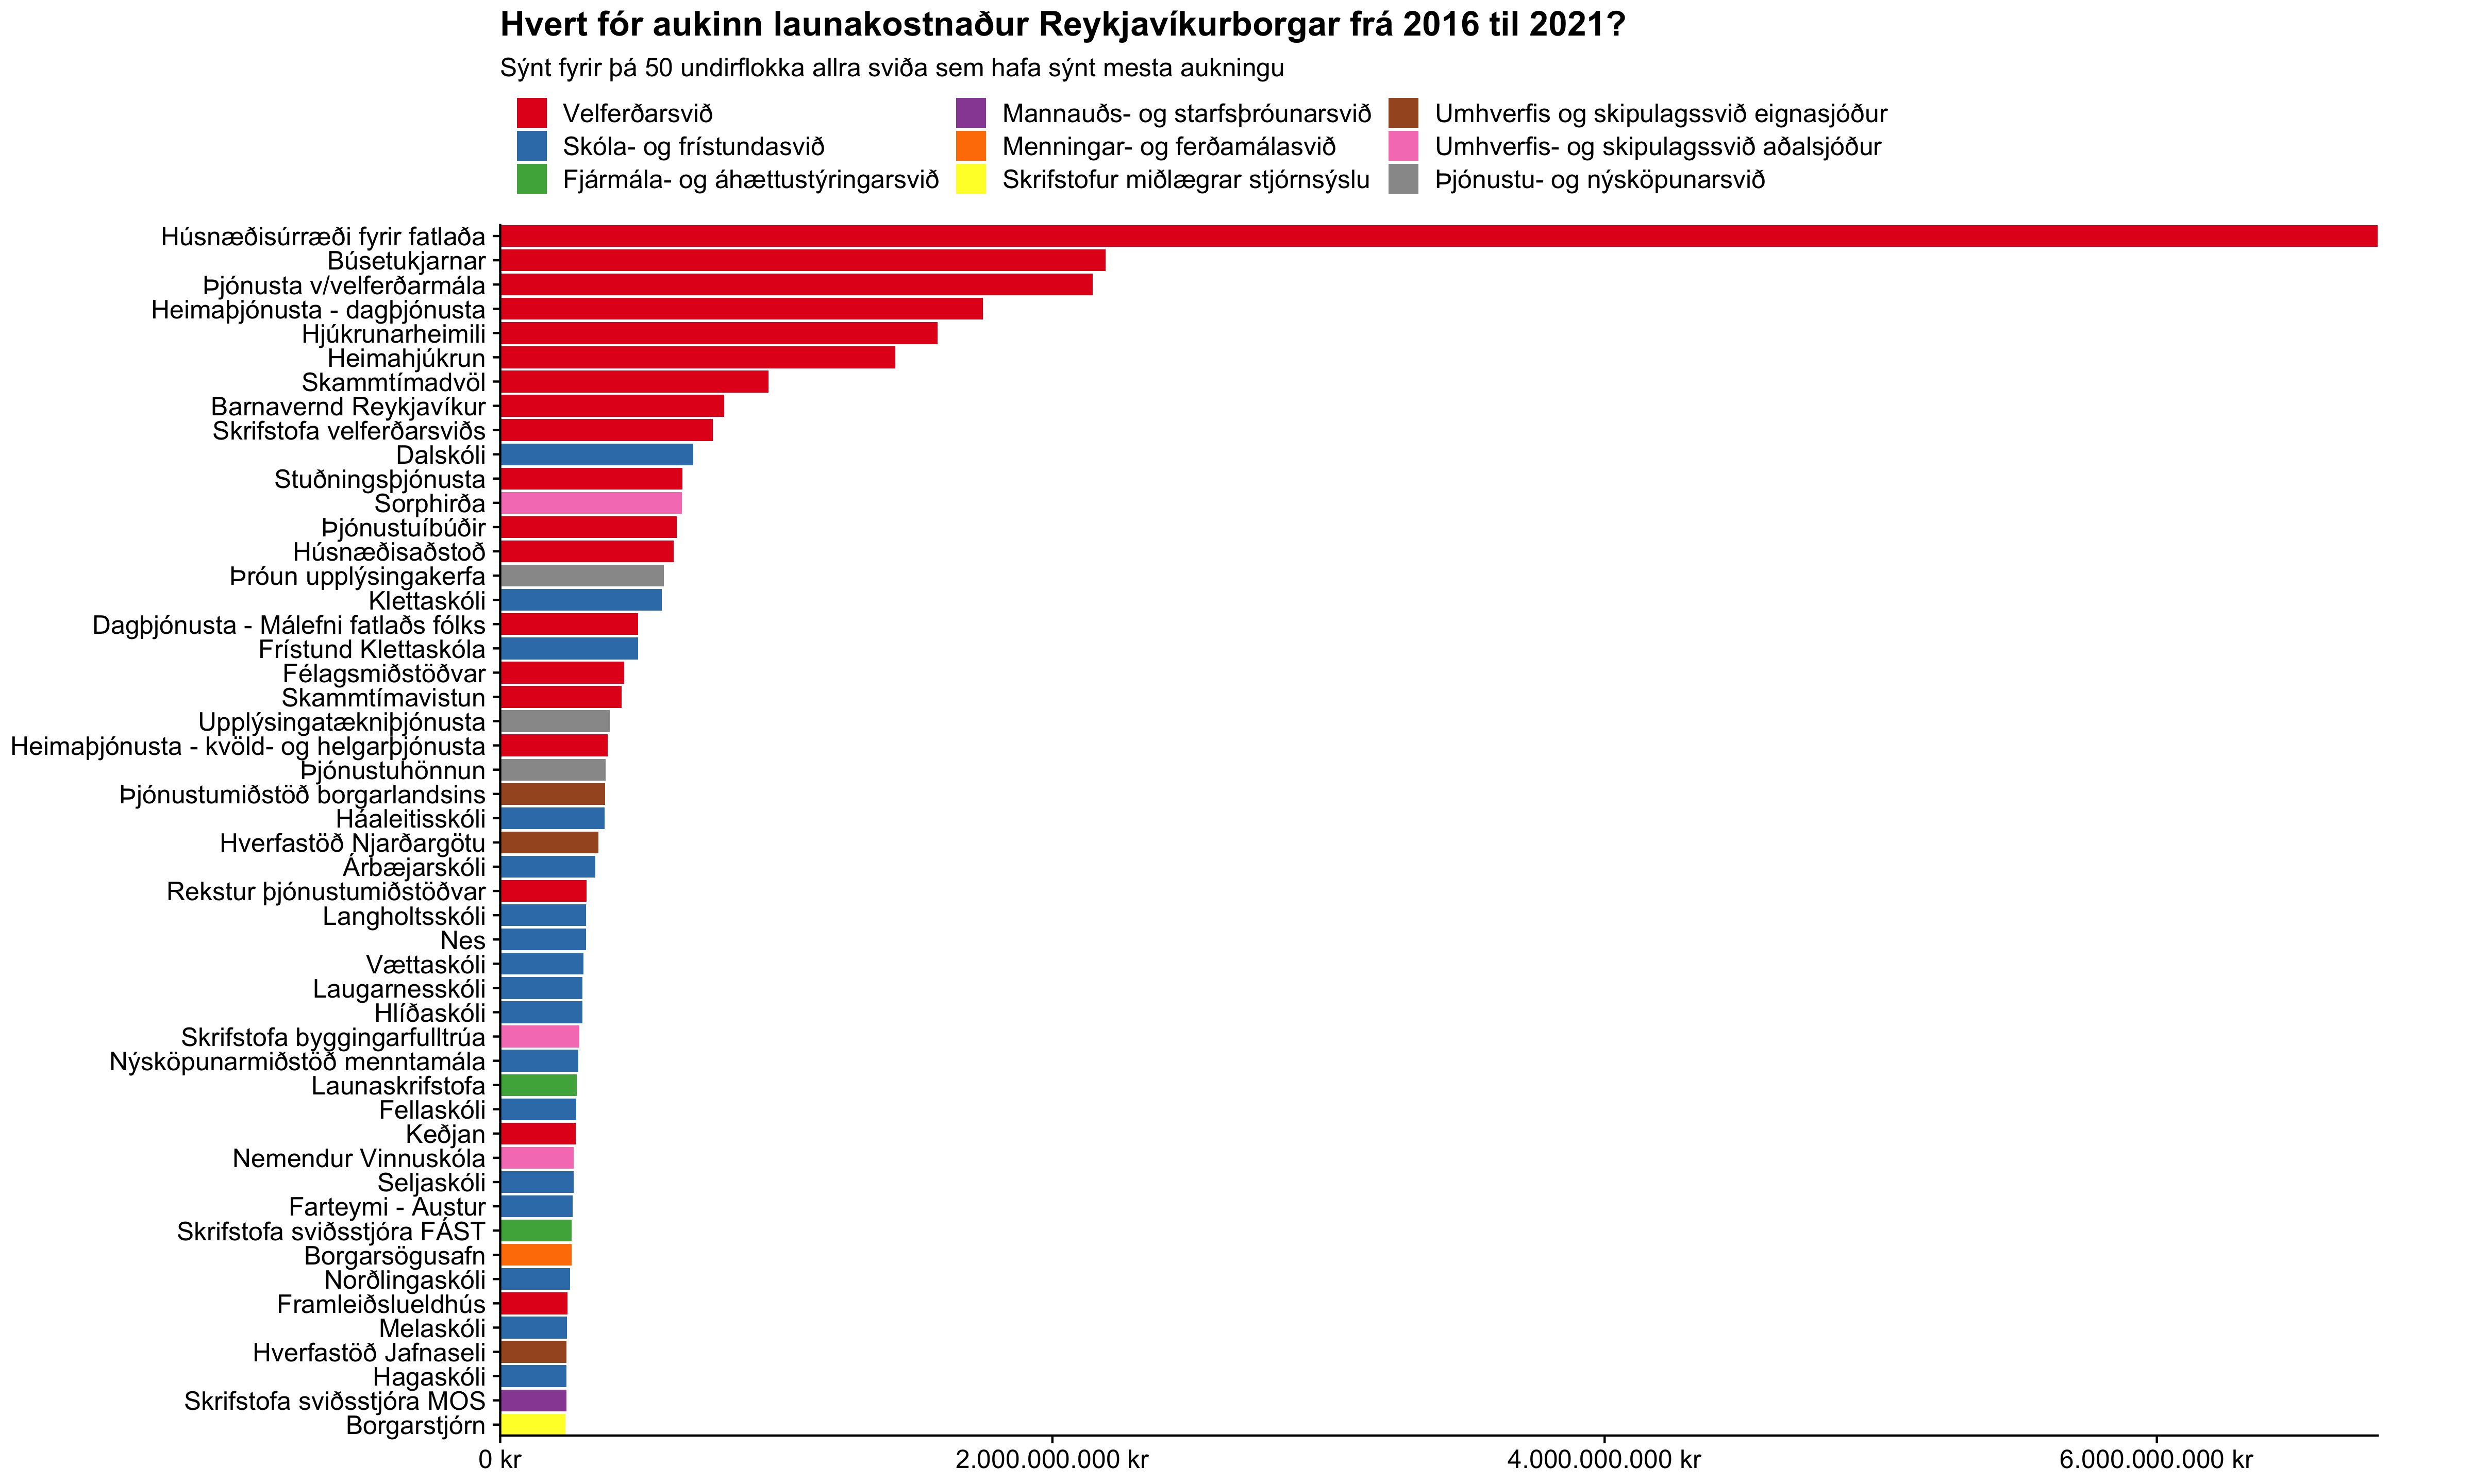 Hvert fór aukinn launakostnaður Reykjavíkurborgar frá 2016 til 2021?
Sýnt fyrir þá 50 undirflokka allra sviða sem hafa sýnt mesta aukningu
Velferðarsvið
Skóla- og frístundasvið
Fjármála- og áhættustýringarsvið
Mannauðs- og starfsþróunarsvið
Menningar- og ferðamálasvið
Skrifstofur miðlægrar stjórnsýslu
Umhverfis og skipulagssvið eignasjóður
Umhverfis- og skipulagssvið aðalsjóður
Þjónustu- og nýsköpunarsvið
Húsnæðisúrræði fyrir fatlaða
Búsetukjarnar
Þjónusta v/velferðarmála
Heimaþjónusta - dagþjónusta
Hjúkrunarheimili
Heimahjúkrun
Skammtímadvöl
Barnavernd Reykjavíkur
Skrifstofa velferðarsviðs
Dalskóli
Stuðningsþjónusta
Sorphirða
Þjónustuíbúðir
Húsnæðisaðstoð
Þróun upplýsingakerfa
Klettaskóli
Dagþjónusta - Málefni fatlaðs fólks
Frístund Klettaskóla
Félagsmiðstöðvar
Skammtímavistun
Upplýsingatækniþjónusta
Heimaþjónusta - kvöld- og helgarþjónusta
Þjónustuhönnun
Þjónustumiðstöð borgarlandsins
Háaleitisskóli
Hverfastöð Njarðargötu
Árbæjarskóli
Rekstur þjónustumiðstöðvar
Langholtsskóli
Nes
Vættaskóli
Laugarnesskóli
Hlíðaskóli
Skrifstofa byggingarfulltrúa
Nýsköpunarmiðstöð menntamála
Launaskrifstofa
Fellaskóli
Keðjan
Nemendur Vinnuskóla
Seljaskóli
Farteymi - Austur
Skrifstofa sviðsstjóra FÁST
Borgarsögusafn
Norðlingaskóli
Framleiðslueldhús
Melaskóli
Hverfastöð Jafnaseli
Hagaskóli
Skrifstofa sviðsstjóra MOS
Borgarstjórn
0 kr
2.000.000.000 kr
4.000.000.000 kr
6.000.000.000 kr